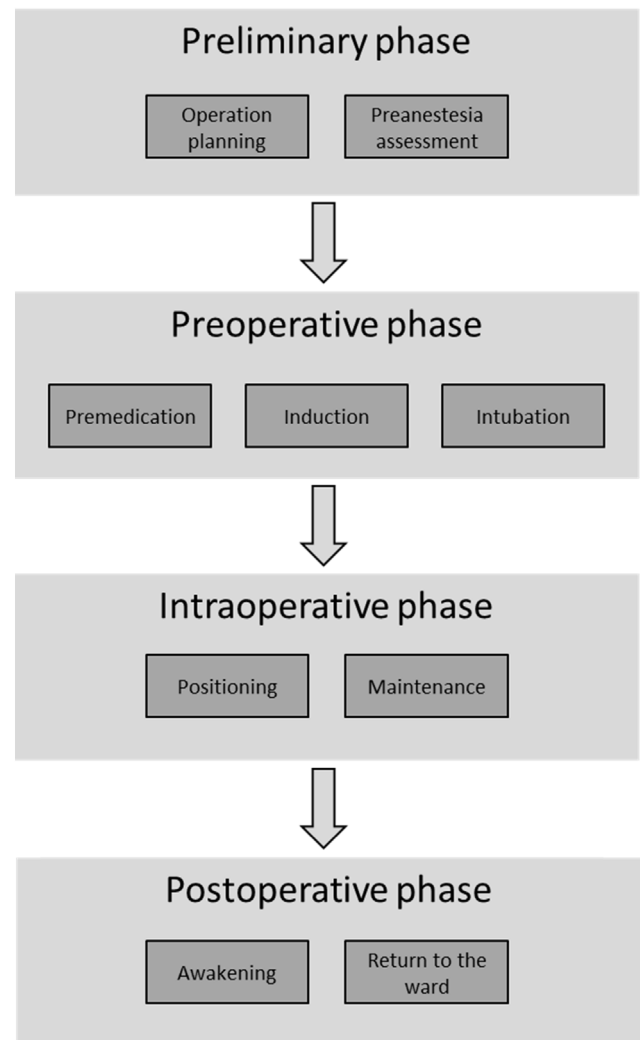 Preliminary phase
Operation
planning
Preanestesia
assessment
Preoperative phase
Premedication
Induction
Intubation
Intraoperative phase
Positioning
Maintenance
Postoperative phase
Awakening
Return to the
ward